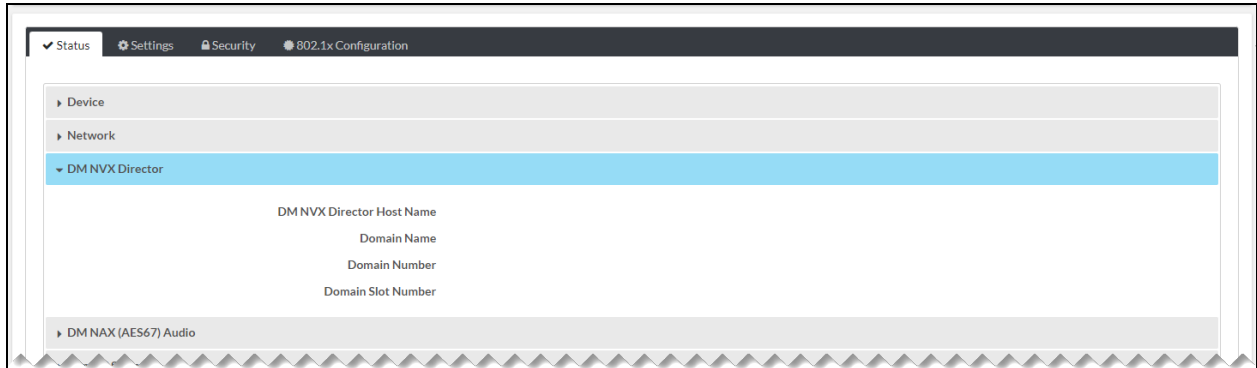 Status Settings Security 802.1x Configuration
Device
Network
DM NVX Director
DM NVX Director Host Name
Domain Name
Domain Number
Domain Slot Number
DM NAX (AES67) Audio